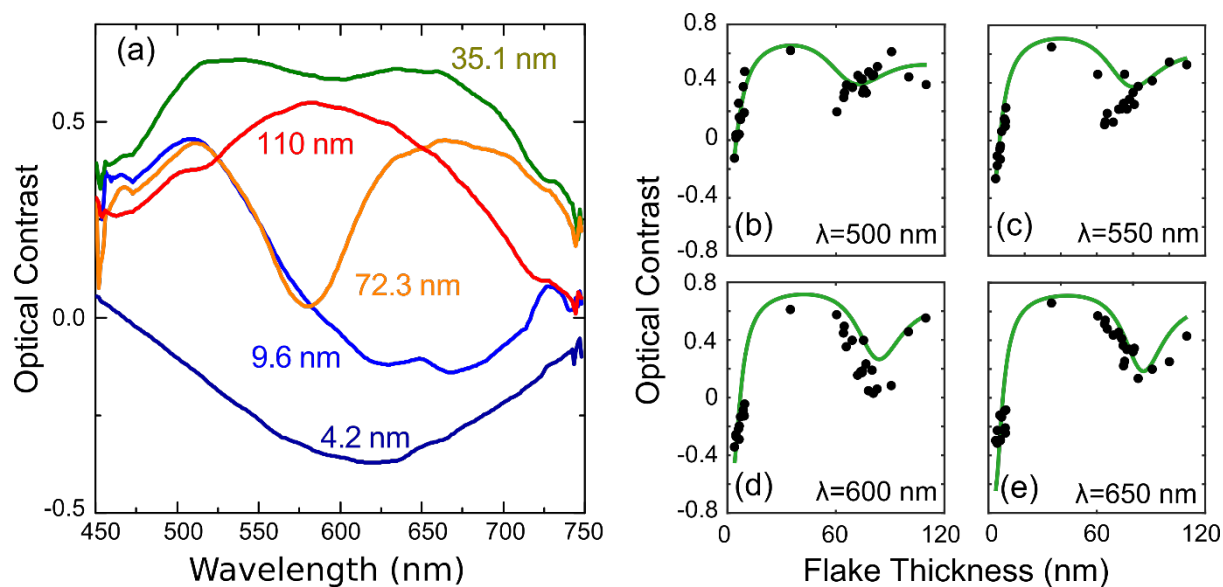 (a)
35.1 nm
110 nm
72.3 nm
9.6 nm
4.2 nm
0.5
0.0
-0.5
Optical Contrast
450 500 550 600 650 700 750
Wavelength (nm)
0.8
0.4
0
-0.4
-0.8
(b) λ=500 nm
(c) λ=550 nm
0.8
0.4
0
-0.4
-0.8
(d) λ=600 nm
(e) λ=650 nm
Optical Contrast
0 60 120
0 60 120
Flake Thickness (nm)